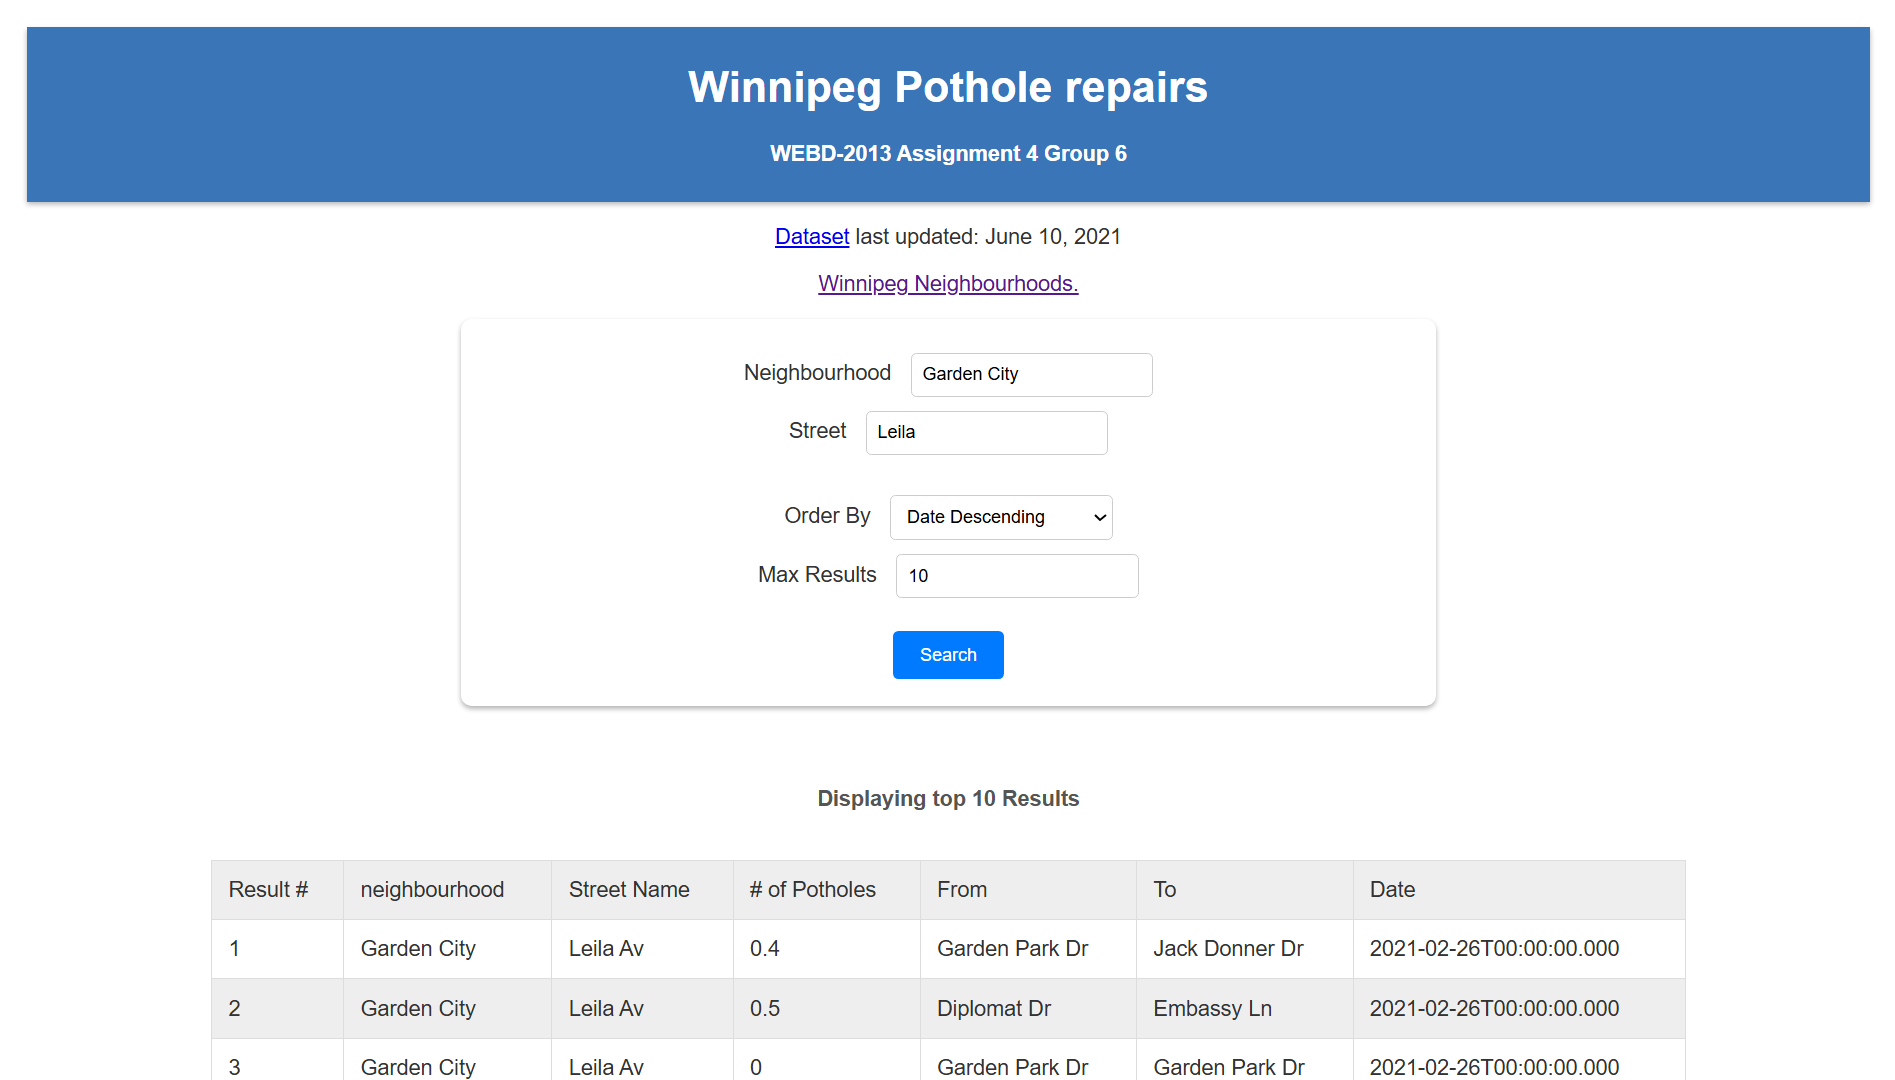 Winnipeg Pothole repairs
WEBD-2013 Assignment 4 Group 6
Dataset last updated: June 10, 2021
Winnipeg Neighbourhoods.
Neighbourhood Garden City
Street Leila
Order By Date Descending
Max Results 10
Search
Displaying top 10 Results
Result # neighbourhood Street Name # of Potholes From To Date
1 Garden City Leila Av 0.4 Garden Park Dr Jack Donner Dr 2021-02-26T00:00:00.000
2 Garden City Leila Av 0.5 Diplomat Dr Embassy Ln 2021-02-26T00:00:00.000
3 Garden City Leila Av 0 Garden Park Dr Garden Park Dr 2021-02-26T00:00:00.000